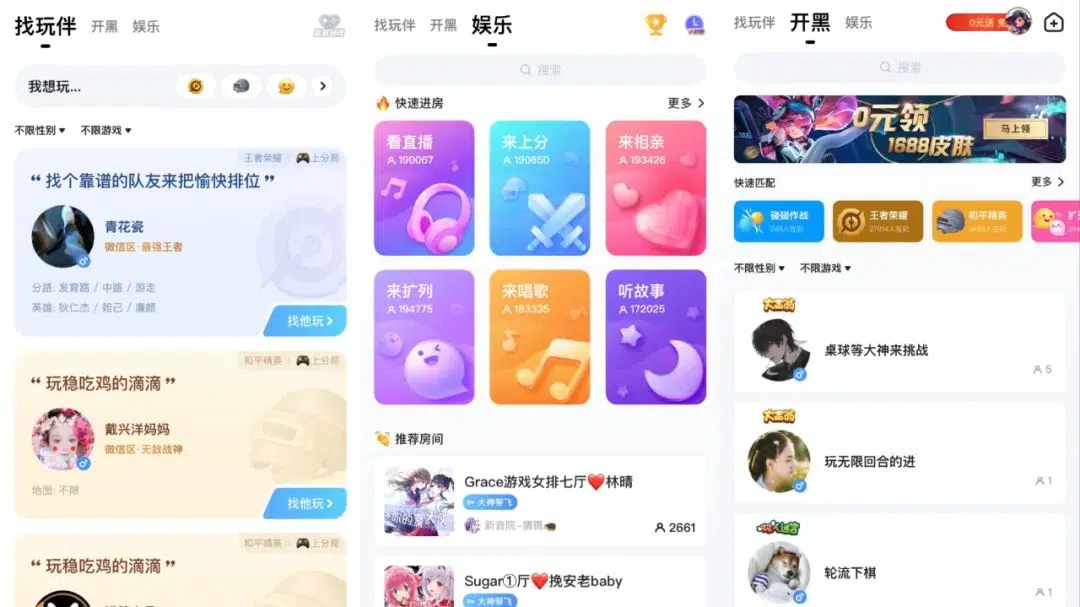 找玩伴 开黑 娱乐
我想玩...
不限性别 不限游戏
王者荣耀 上分局
“ 找个靠谱的队友来把愉快排位 ”
青花瓷
微信区·最强王者
分路: 发育路 / 中路 / 游走
英雄: 狄仁杰 / 妲己 / 廉颇
找他玩
和平精英 上分局
“ 玩稳吃鸡的滴滴 ”
戴兴洋妈妈
微信区·无敌战神
地图: 不限
找他玩
和平精英 上分局
“ 玩稳吃鸡的滴滴 ”
找玩伴 开黑 娱乐
搜索
快速进房 更多
看直播
190067
来上分
190650
来相亲
193426
来扩列
194775
来唱歌
183335
听故事
172025
推荐房间
Grace游戏女排七厅❤️林晴
大神带飞
新音院--猜猜
2661
Sugar①厅❤️挽安老baby
大神带飞
找玩伴 开黑 娱乐
0元送
搜索
0元领
1688皮肤
马上领
快速匹配 更多
碰碰作战
王者荣耀
和平精英
不限性别 不限游戏
桌球等大神来挑战
5
玩无限回合的进
1
轮流下棋
1